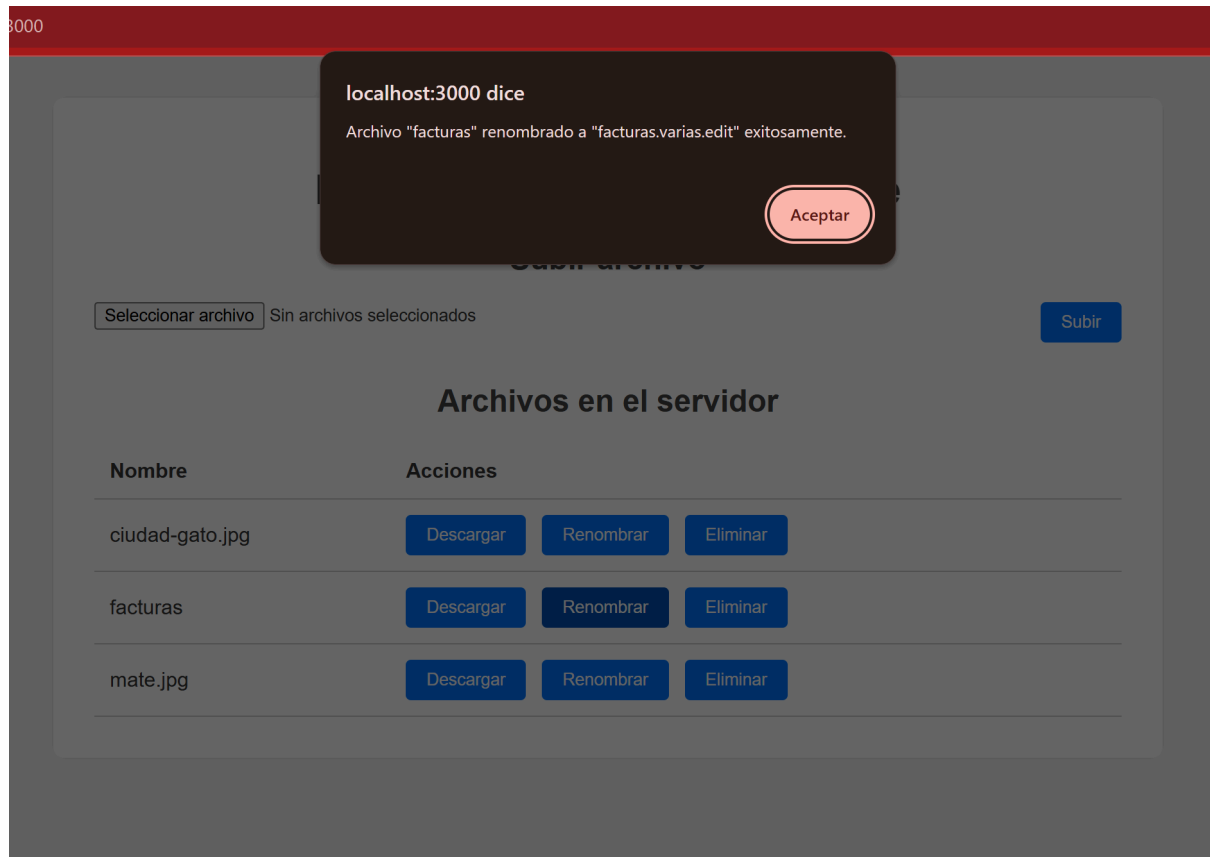 3000
localhost:3000 dice
Archivo "facturas" renombrado a "facturas.varias.edit" exitosamente.
Aceptar
Subir archivo
Seleccionar archivo Sin archivos seleccionados Subir
Archivos en el servidor
Nombre Acciones
ciudad-gato.jpg Descargar Renombrar Eliminar
facturas Descargar Renombrar Eliminar
mate.jpg Descargar Renombrar Eliminar